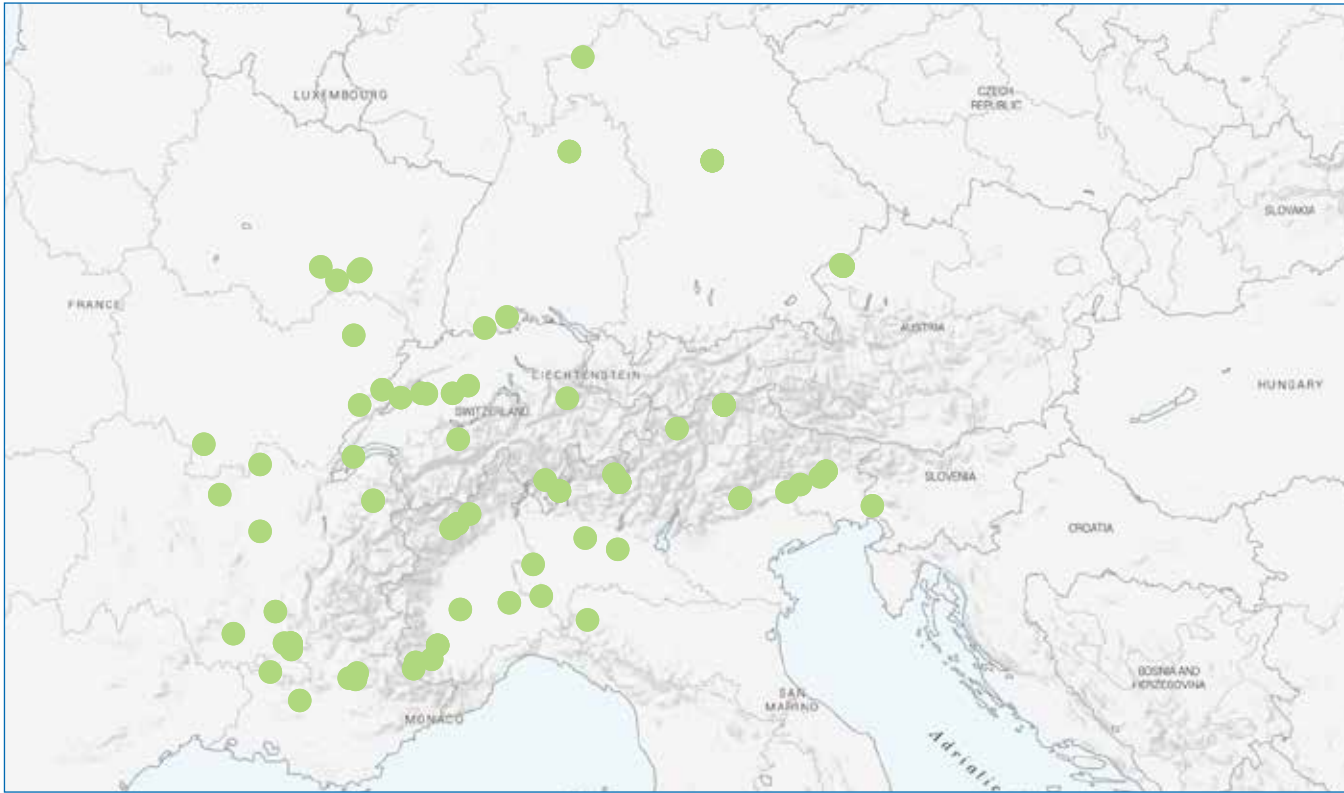 LUXEMBOURG
CZECH
REPUBLIC
SLOVAKIA
FRANCE
AUSTRIA
LIECHTENSTEIN
HUNGARY
SWITZERLAND
SLOVENIA
CROATIA
BOSNIA AND
HERZEGOVINA
SAN
MARINO
MONACO
Adriatic